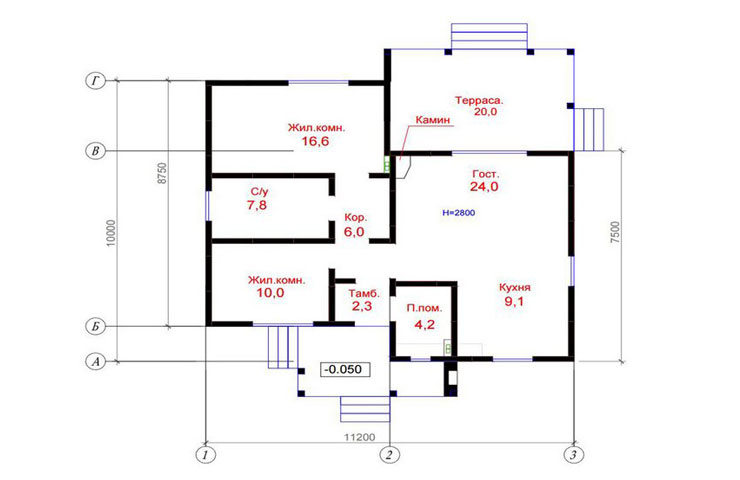 Г
Терраса.
20,0
Камин
Жил.комн.
16,6
В
Гост.
24,0
С/у
7,8
H=2800
Кор.
6,0
8750
10000
7500
Жил.комн.
10,0
Тамб.
2,3
Кухня
9,1
П.пом.
4,2
Б
А
-0.050
11200
1
2
3